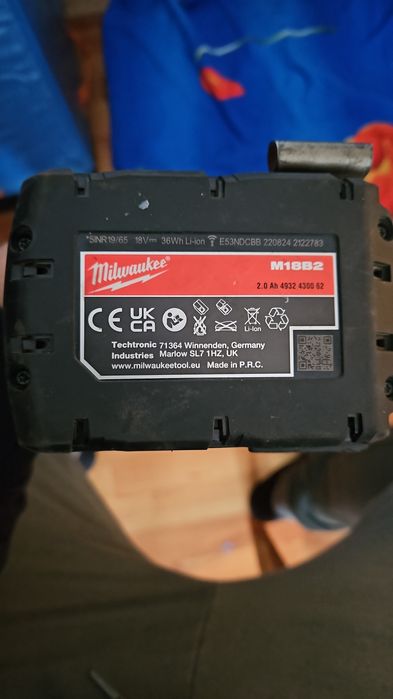 *5INR19/65 18V⎓ 36Wh Li-Ion E53NDCBB 220824 2122783
Milwaukee®
M18B2
2.0 Ah 4932 4300 62
CE UK CA
Li-Ion
Techtronic Industries
71364 Winnenden, Germany
Marlow SL7 1HZ, UK
www.milwaukeetool.eu Made in P.R.C.